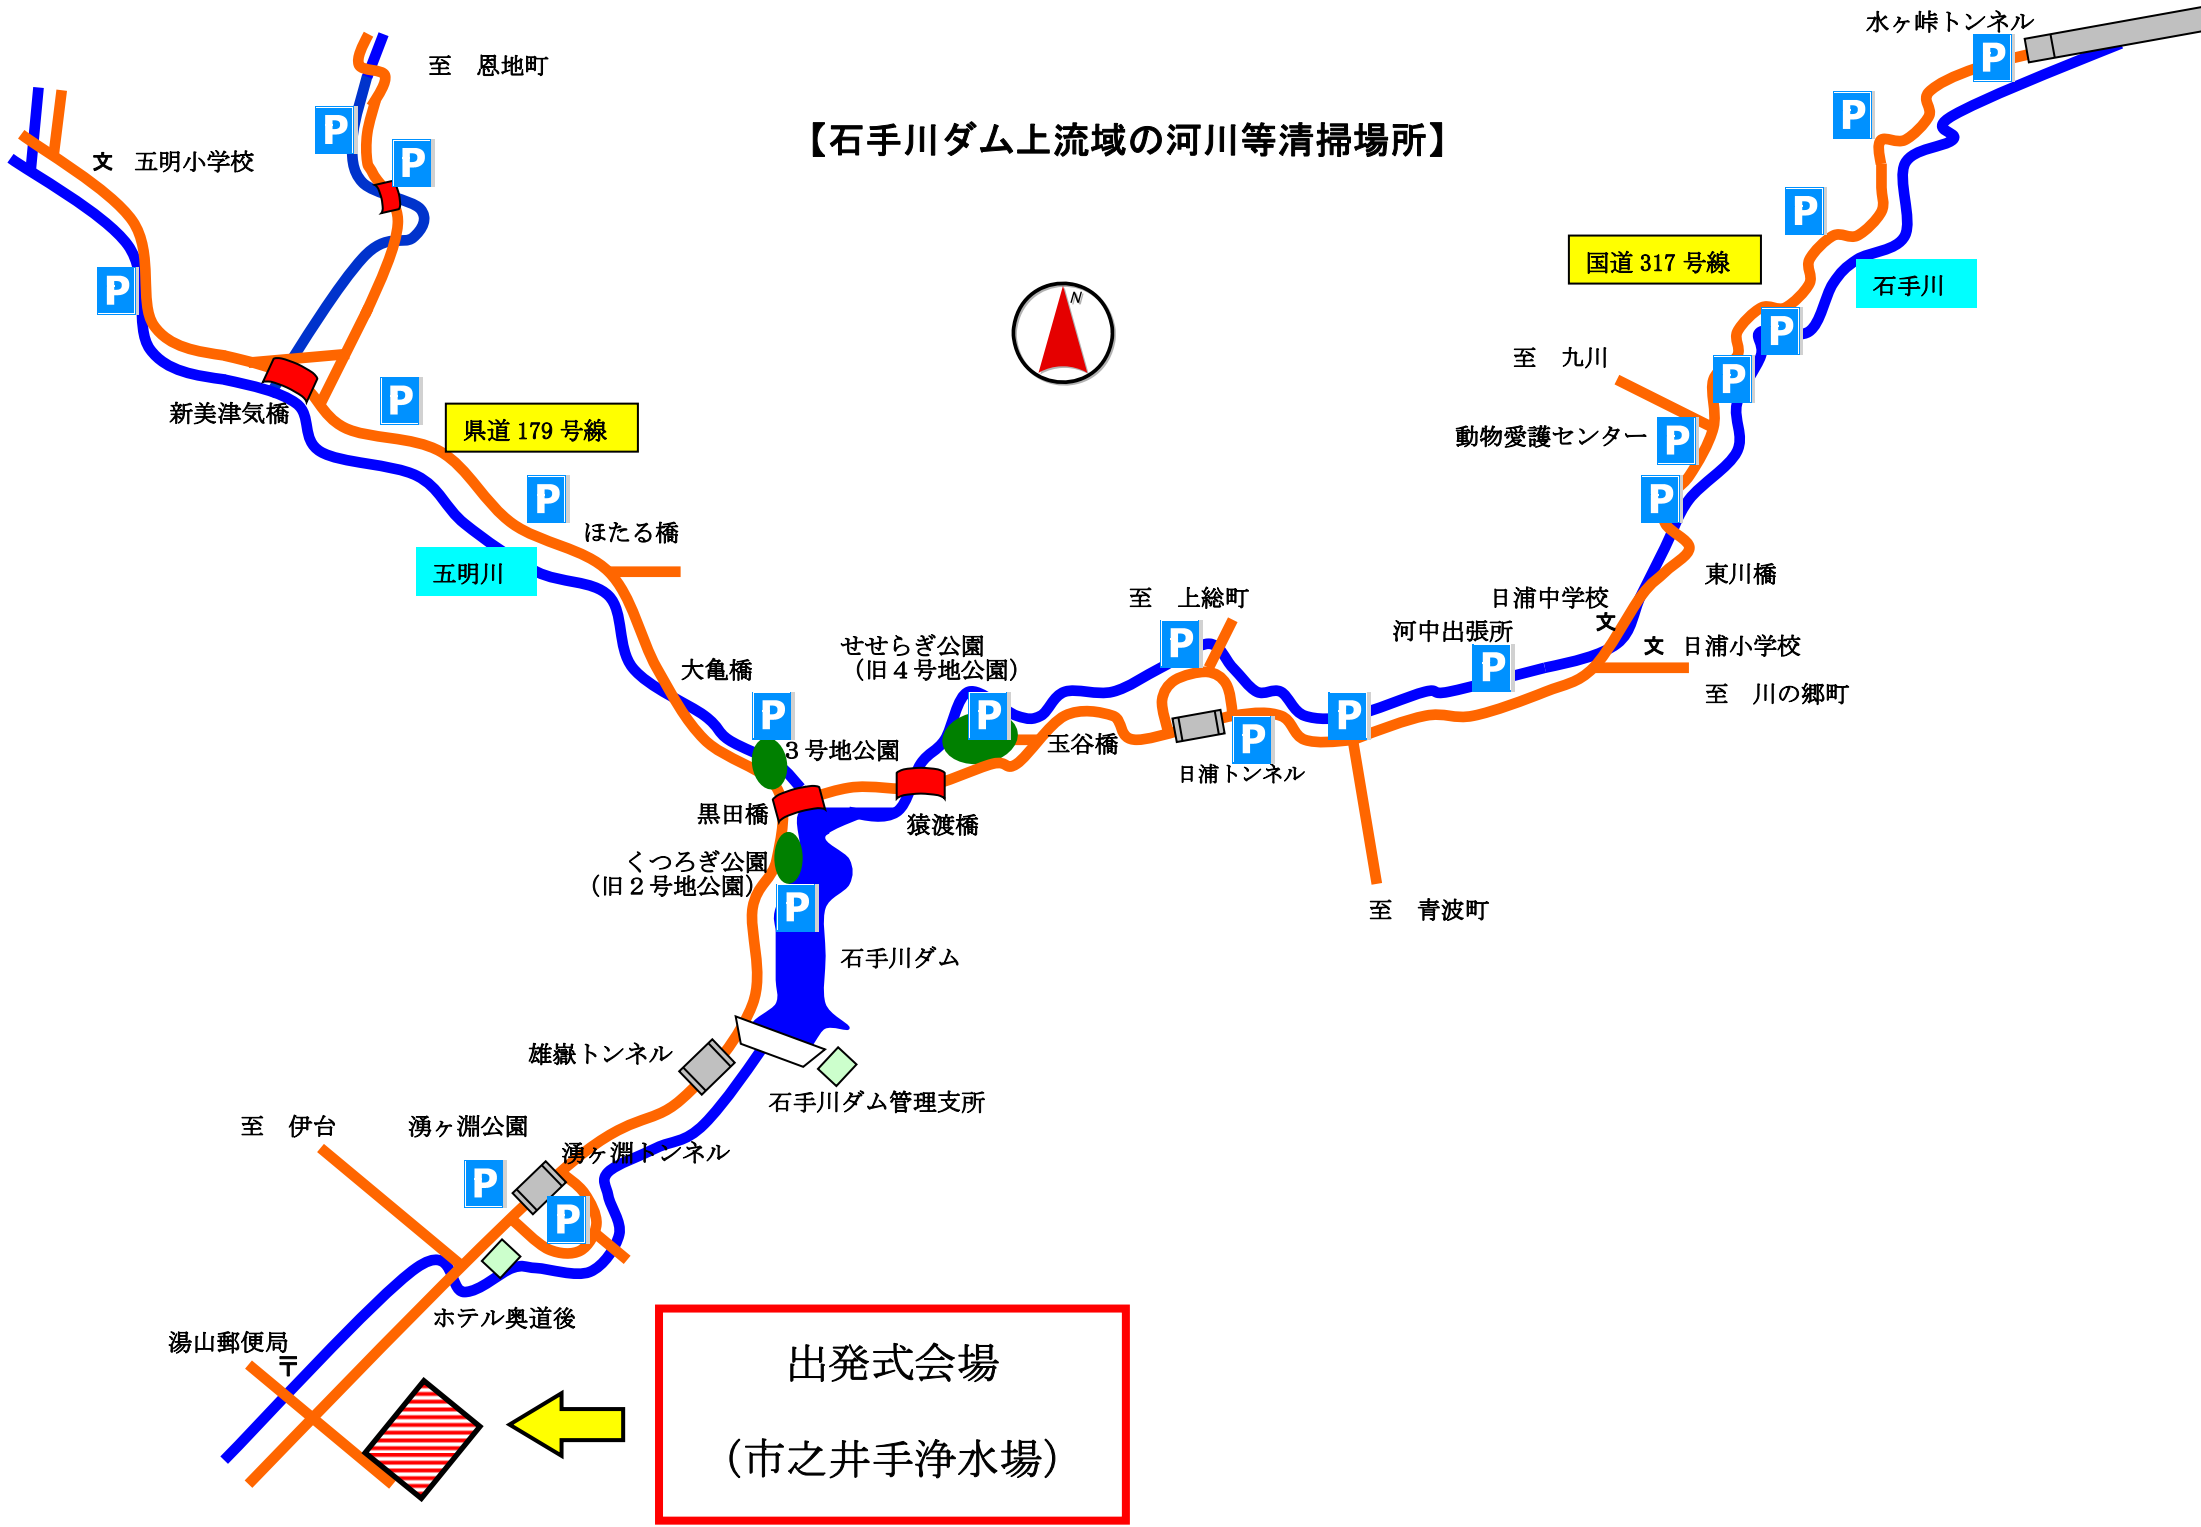 水ヶ峠トンネル
P
至　恩地町
P
P
P
【石手川ダム上流域の河川等清掃場所】
文　五明小学校
P
P
国道 317 号線
石手川
P
N
P
至　九川
P
P
新美津気橋
県道 179 号線
動物愛護センター
P
P
P
ほたる橋
五明川
東川橋
至　上総町
日浦中学校
文
河中出張所
せせらぎ公園
（旧４号地公園）
P
文　日浦小学校
P
大亀橋
至　川の郷町
P
P
P
P
３号地公園
玉谷橋
日浦トンネル
黒田橋
猿渡橋
くつろぎ公園
（旧２号地公園）
P
至　青波町
石手川ダム
雄嶽トンネル
石手川ダム管理支所
至　伊台
湧ヶ淵公園
湧ヶ淵トンネル
P
P
ホテル奥道後
湯山郵便局
〒
出発式会場
（市之井手浄水場）